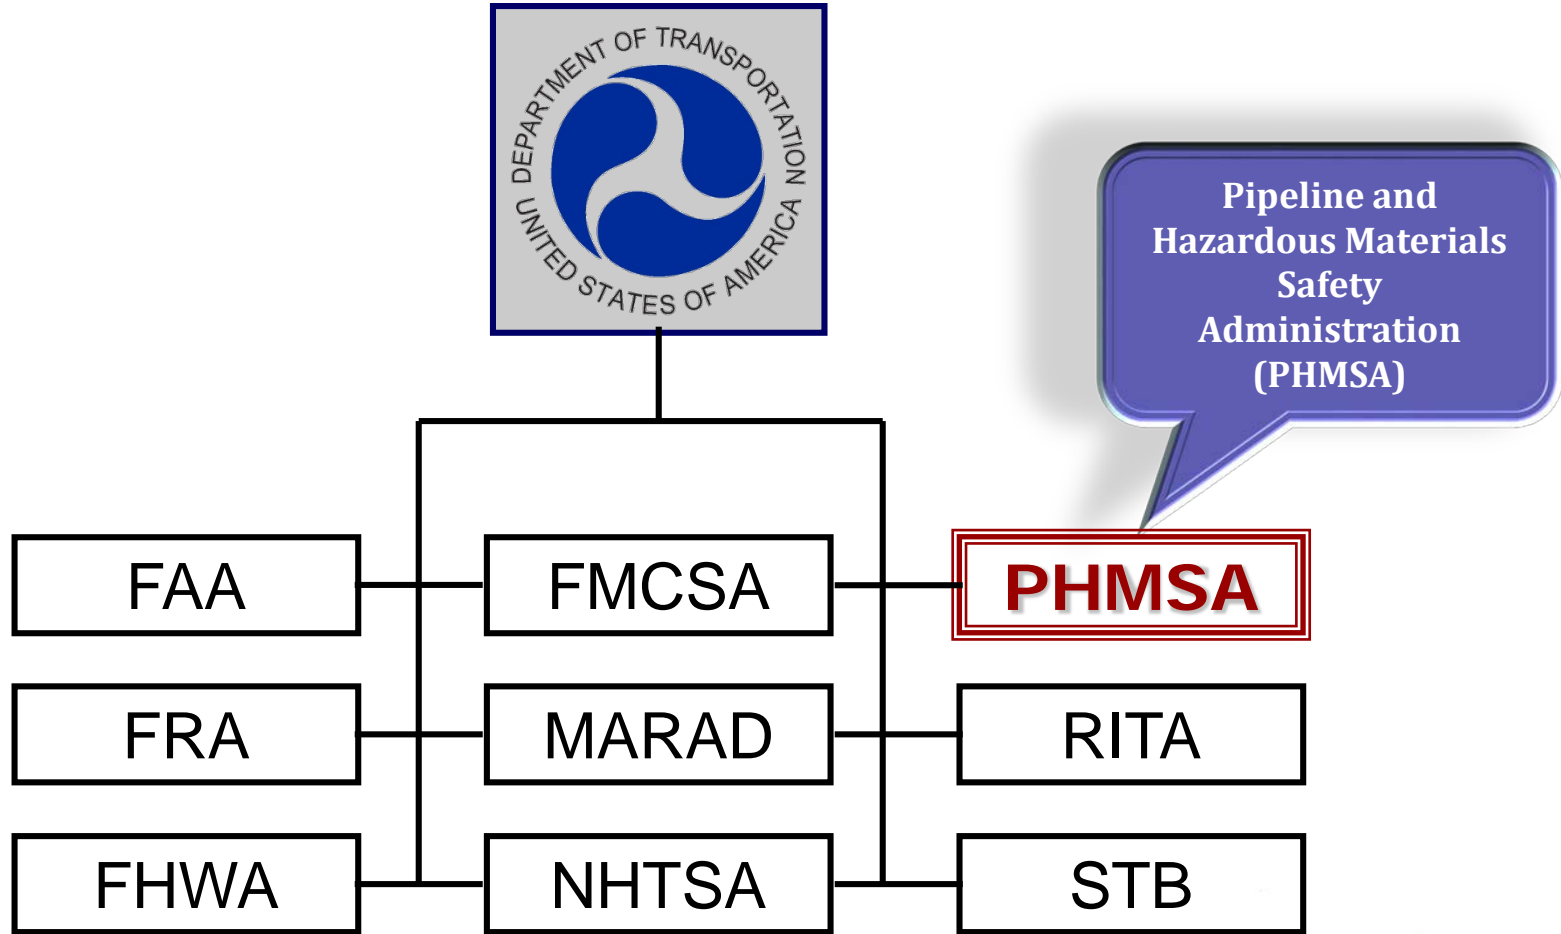 DEPARTMENT OF TRANSPORTATION
UNITED STATES OF AMERICA
Pipeline and
Hazardous Materials
Safety
Administration
(PHMSA)
FAA
FMCSA
PHMSA
FRA
MARAD
RITA
FHWA
NHTSA
STB